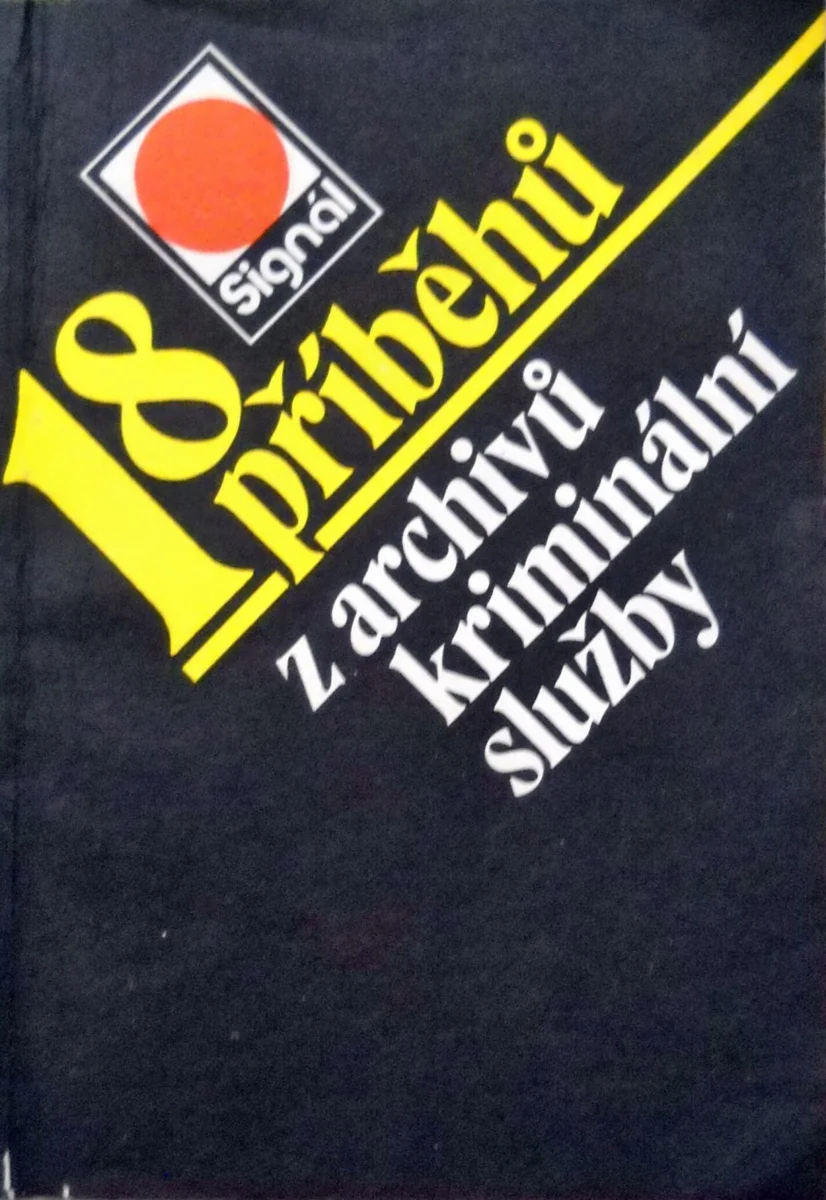 Signál
18 příběhů
z archivů
kriminální
služby